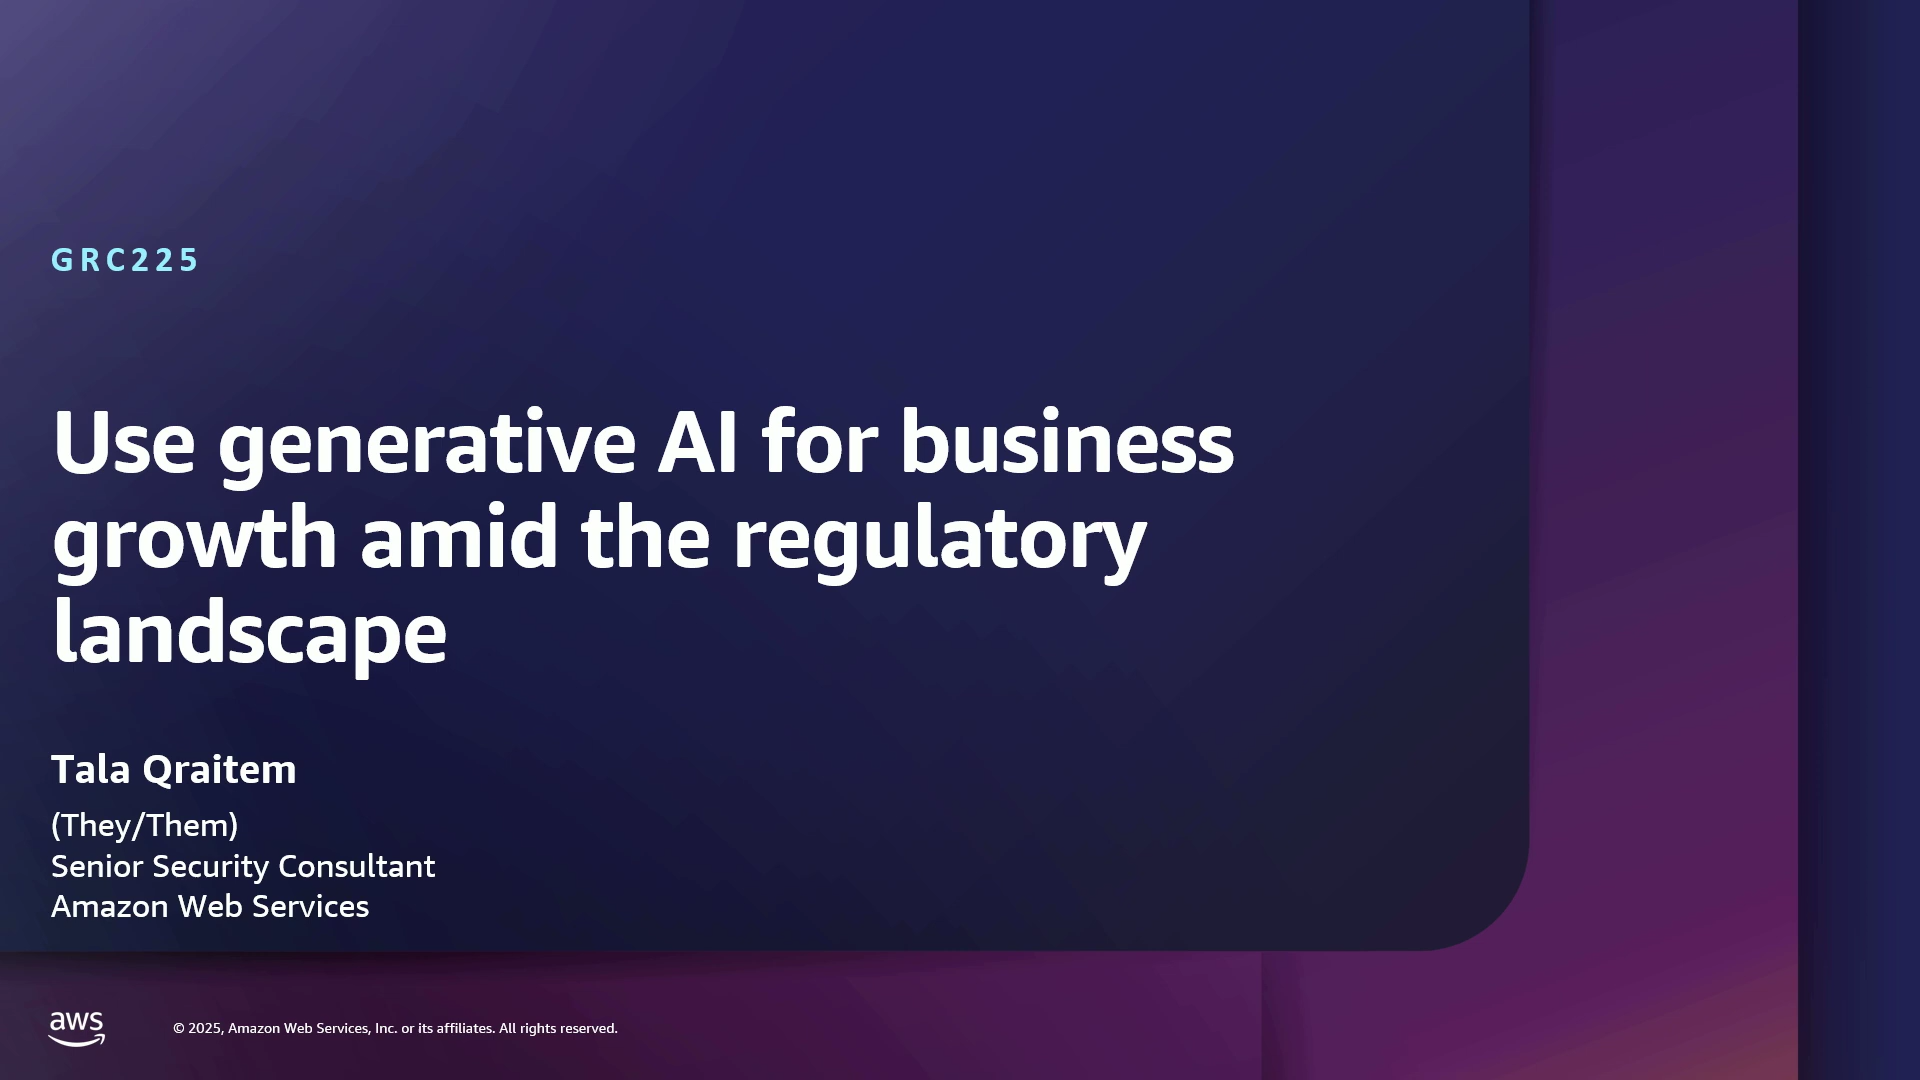 GRC225
Use generative AI for business
growth amid the regulatory
landscape
Tala Qraitem
(They/Them)
Senior Security Consultant
Amazon Web Services
aws
© 2025, Amazon Web Services, Inc. or its affiliates. All rights reserved.